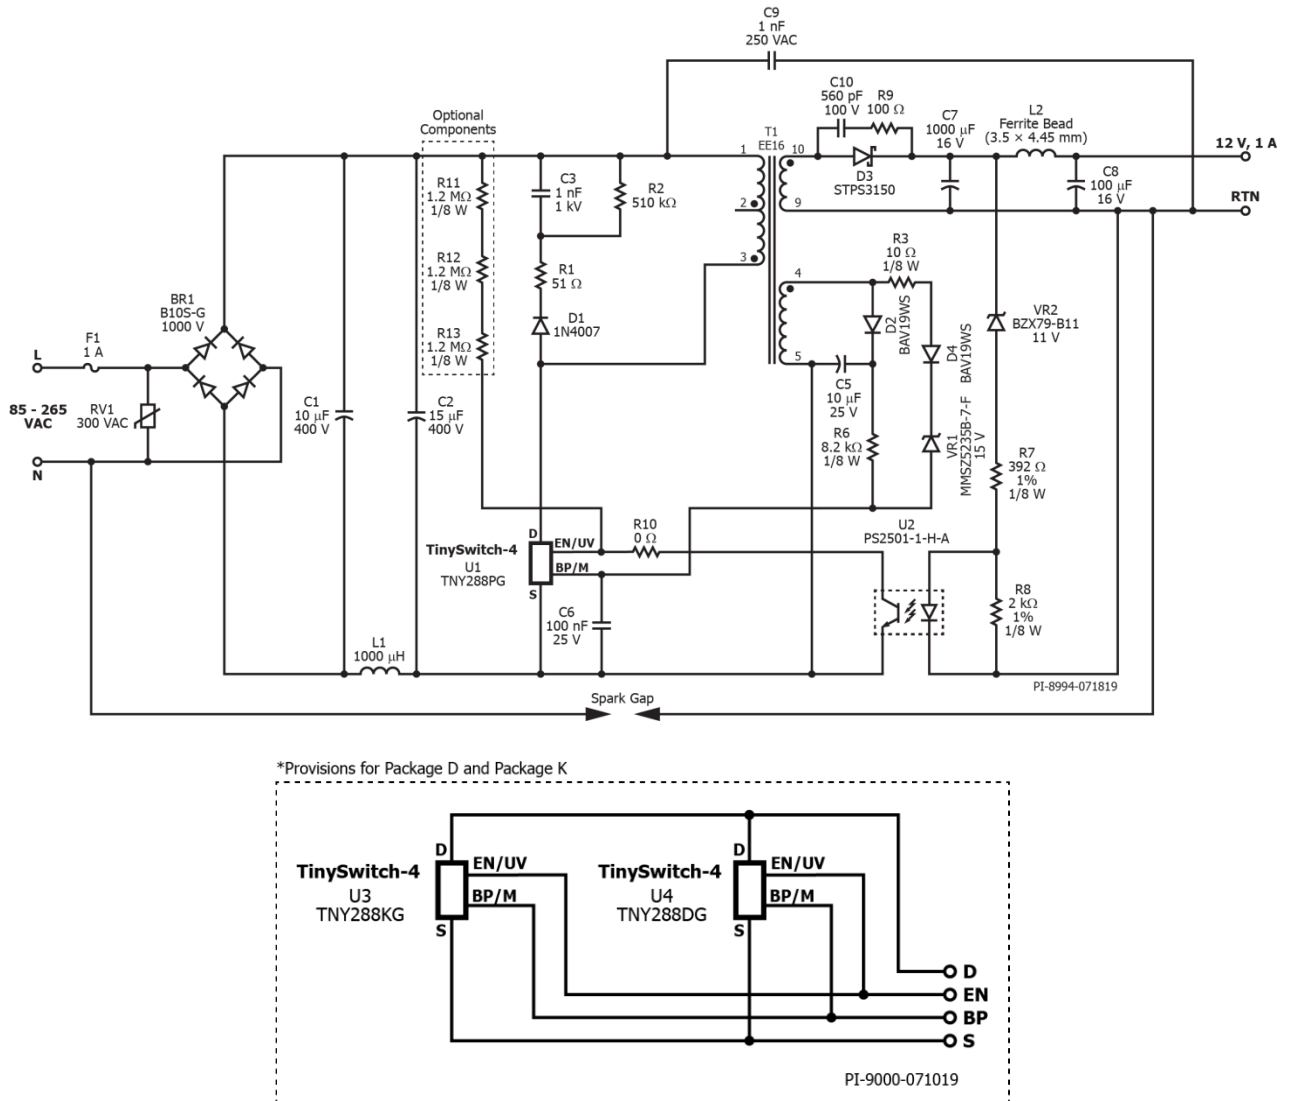 C9
1 nF
250 VAC
C10
560 pF
100 V
R9
100 Ω
D3
STPS3150
C7
1000 µF
16 V
L2
Ferrite Bead
(3.5 × 4.45 mm)
12 V, 1 A
C8
100 µF
16 V
RTN
T1
EE16
1
2
3
10
9
4
5
Optional
Components
R11
1.2 MΩ
1/8 W
R12
1.2 MΩ
1/8 W
R13
1.2 MΩ
1/8 W
C3
1 nF
1 kV
R2
510 kΩ
R1
51 Ω
D1
1N4007
R3
10 Ω
1/8 W
D2
BAV19WS
D4
BAV19WS
C5
10 µF
25 V
R6
8.2 kΩ
1/8 W
VR1
MMSZ5235B-7-F
15 V
VR2
BZX79-B11
11 V
R7
392 Ω
1%
1/8 W
BR1
B10S-G
1000 V
F1
1 A
L
85 - 265
VAC
RV1
300 VAC
N
C1
10 µF
400 V
C2
15 µF
400 V
TinySwitch-4
U1
TNY288PG
D
EN/UV
BP/M
S
R10
0 Ω
C6
100 nF
25 V
U2
PS2501-1-H-A
R8
2 kΩ
1%
1/8 W
L1
1000 µH
PI-8994-071819
Spark Gap
*Provisions for Package D and Package K
D
TinySwitch-4
U3
TNY288KG
EN/UV
BP/M
S
D
TinySwitch-4
U4
TNY288DG
EN/UV
BP/M
S
D
EN
BP
S
PI-9000-071019